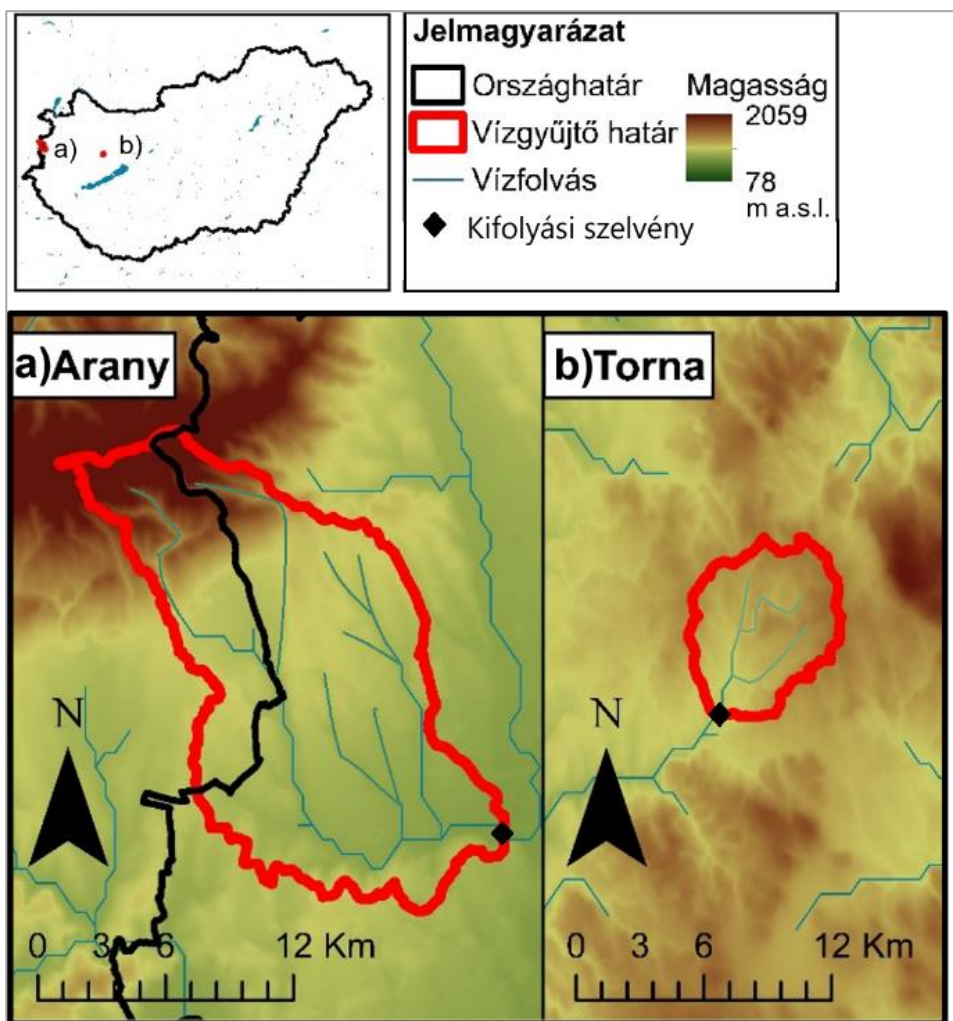 a)
b)
Jelmagyarázat
Országhatár
Vízgyűjtő határ
Vízfolvás
Kifolyási szelvény
Magasság
2059
78
m a.s.l.
a)Arany
N
0 3 6 12 Km
b)Torna
N
0 3 6 12 Km